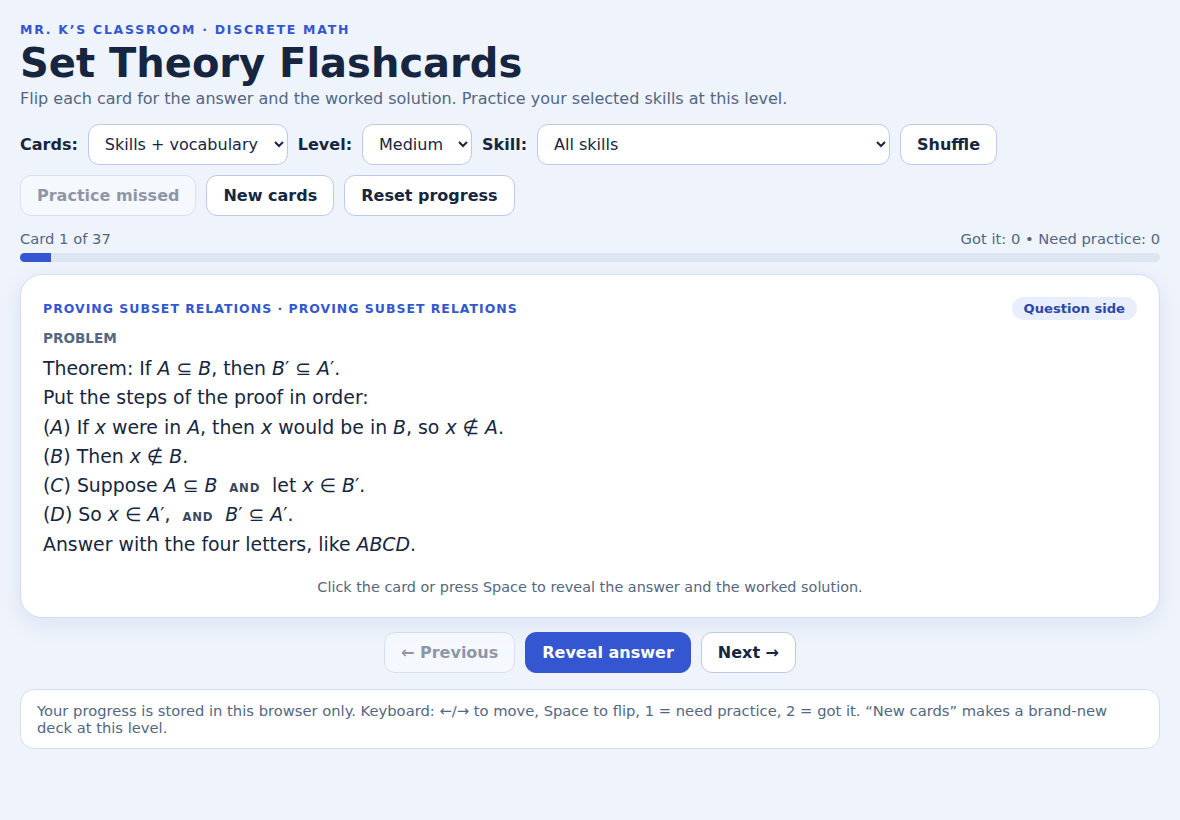 MR. K’S CLASSROOM · DISCRETE MATH
Set Theory Flashcards
Flip each card for the answer and the worked solution. Practice your selected skills at this level.
Cards: Skills + vocabulary Level: Medium Skill: All skills Shuffle
Practice missed New cards Reset progress
Card 1 of 37 Got it: 0 • Need practice: 0
PROVING SUBSET RELATIONS · PROVING SUBSET RELATIONS Question side
PROBLEM
Theorem: If A ⊆ B, then B′ ⊆ A′.
Put the steps of the proof in order:
(A) If x were in A, then x would be in B, so x ∉ A.
(B) Then x ∉ B.
(C) Suppose A ⊆ B AND let x ∈ B′.
(D) So x ∈ A′, AND B′ ⊆ A′.
Answer with the four letters, like ABCD.
Click the card or press Space to reveal the answer and the worked solution.
← Previous Reveal answer Next →
Your progress is stored in this browser only. Keyboard: ←/→ to move, Space to flip, 1 = need practice, 2 = got it. “New cards” makes a brand-new
deck at this level.